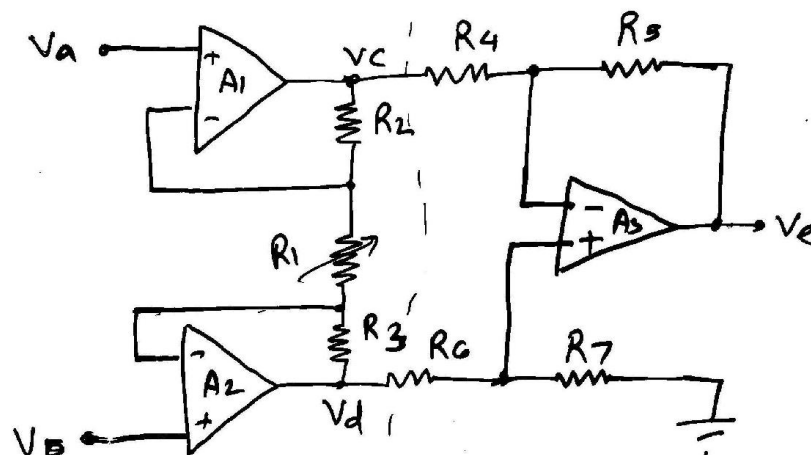 Va
+
A1
-
Vc
R4
R5
R2
R1
-
A3
+
Ve
R3
R6
R7
-
A2
+
VB
Vd